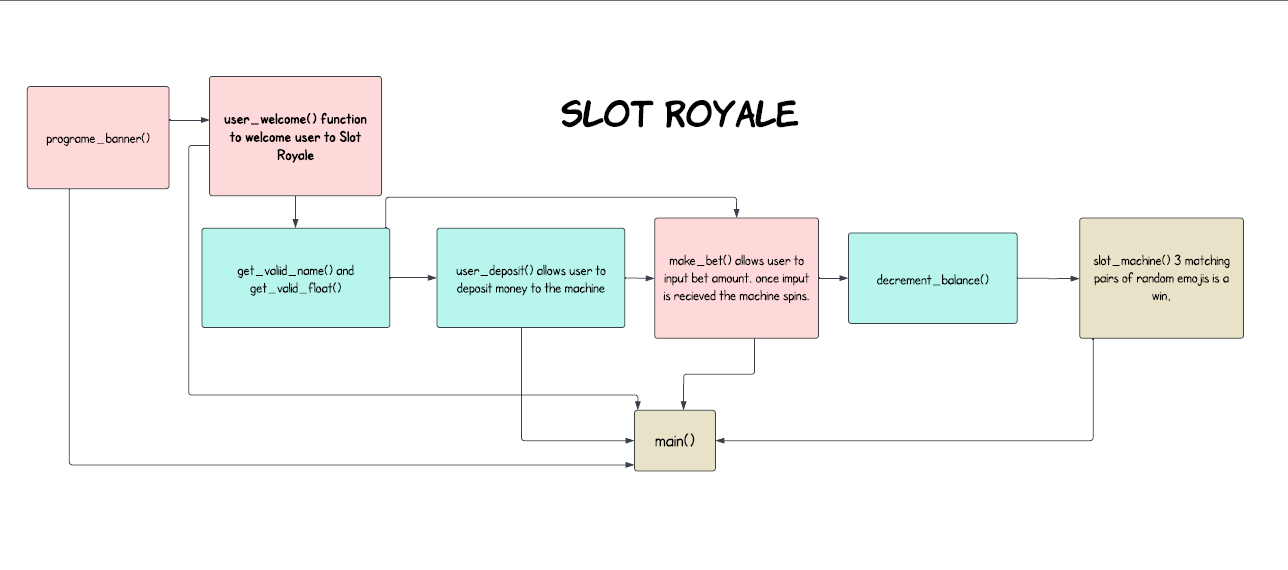 SLOT ROYALE
programe_banner()
user_welcome() function
to welcome user to Slot
Royale
get_valiid_name() and
get_valid_float()
user_deposit() allows user to
deposit money to the machine
make_bet() allows user to
input bet amount. once imput
is recieved the machine spins.
decrement_balance()
slot_machine() 3 matching
pairs of random emojis is a
win.
main()